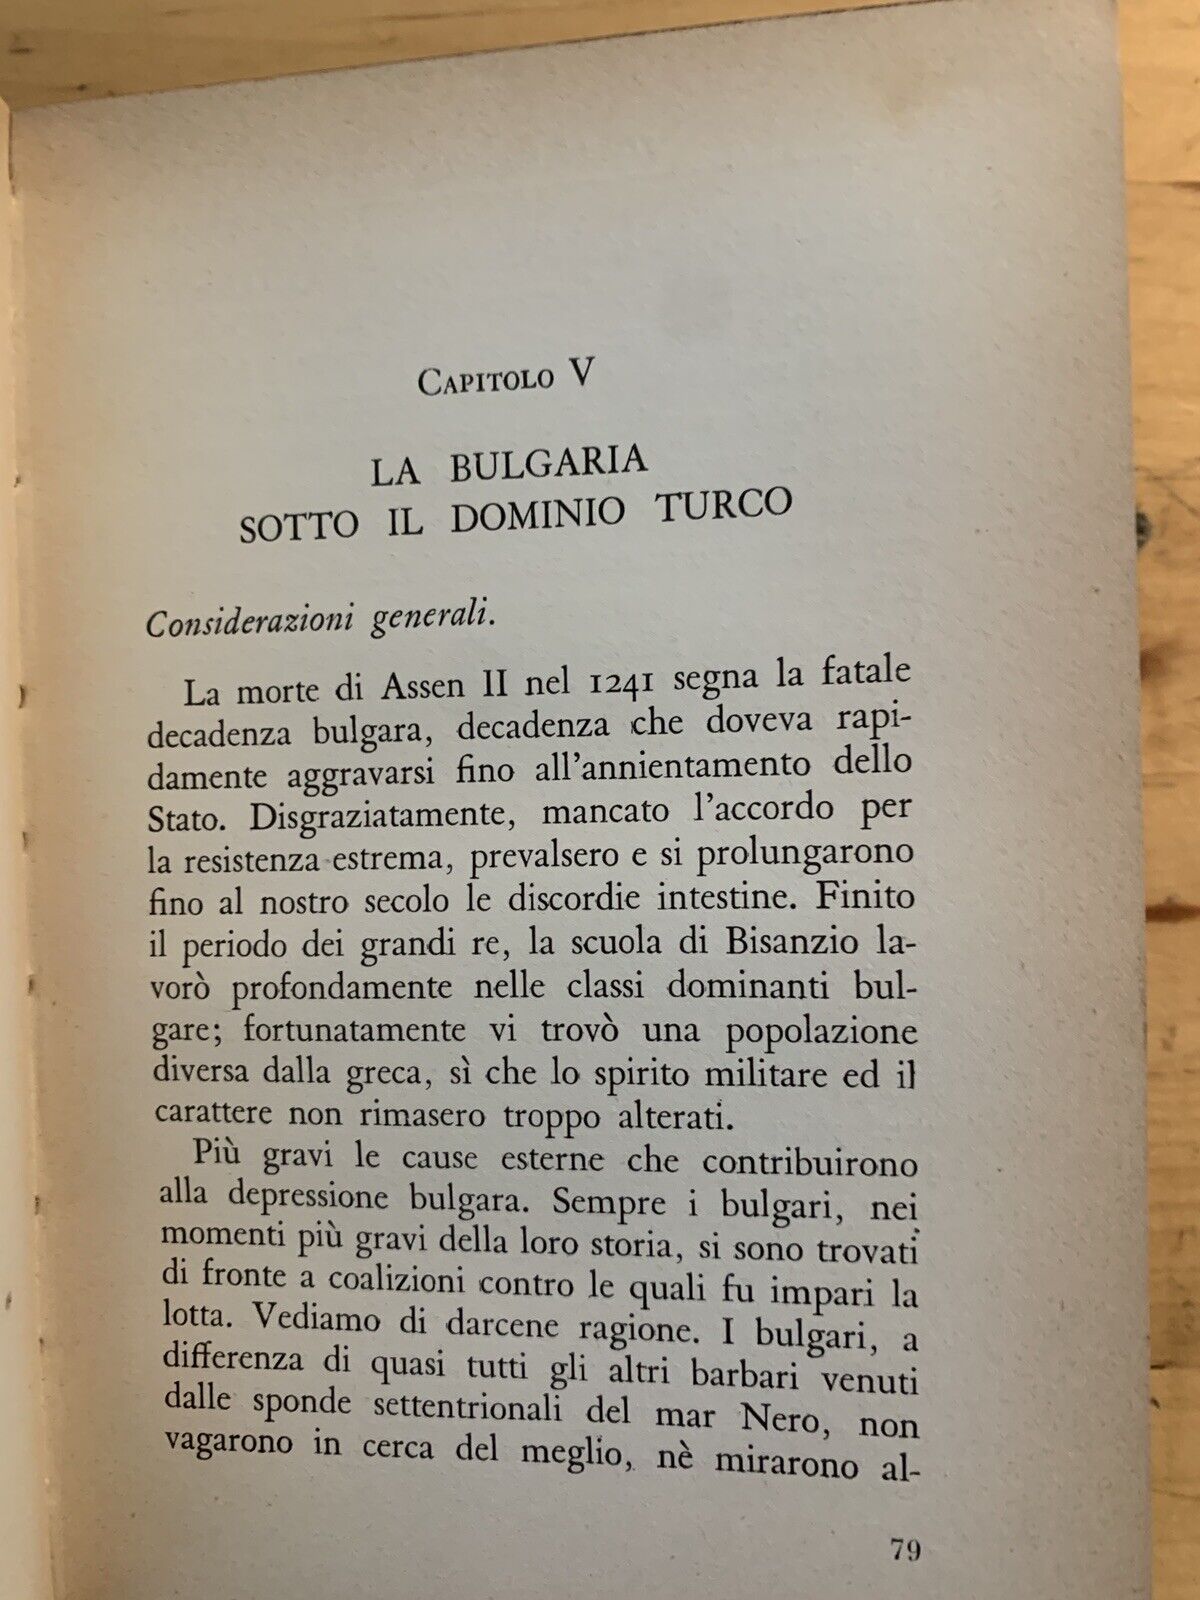 Capitolo V
LA BULGARIA
SOTTO IL DOMINIO TURCO
Considerazioni generali.
La morte di Assen II nel 1241 segna la fatale
decadenza bulgara, decadenza che doveva rapi-
damente aggravarsi fino all'annientamento dello
Stato. Disgraziatamente, mancato l'accordo per
la resistenza estrema, prevalsero e si prolungarono
fino al nostro secolo le discordie intestine. Finito
il periodo dei grandi re, la scuola di Bisanzio la-
vorò profondamente nelle classi dominanti bul-
gare; fortunatamente vi trovò una popolazione
diversa dalla greca, sì che lo spirito militare ed il
carattere non rimasero troppo alterati.
Più gravi le cause esterne che contribuirono
alla depressione bulgara. Sempre i bulgari, nei
momenti più gravi della loro storia, si sono trovati
di fronte a coalizioni contro le quali fu impari la
lotta. Vediamo di darcene ragione. I bulgari, a
differenza di quasi tutti gli altri barbari venuti
dalle sponde settentrionali del mar Nero, non
vagarono in cerca del meglio, nè mirarono al-
79